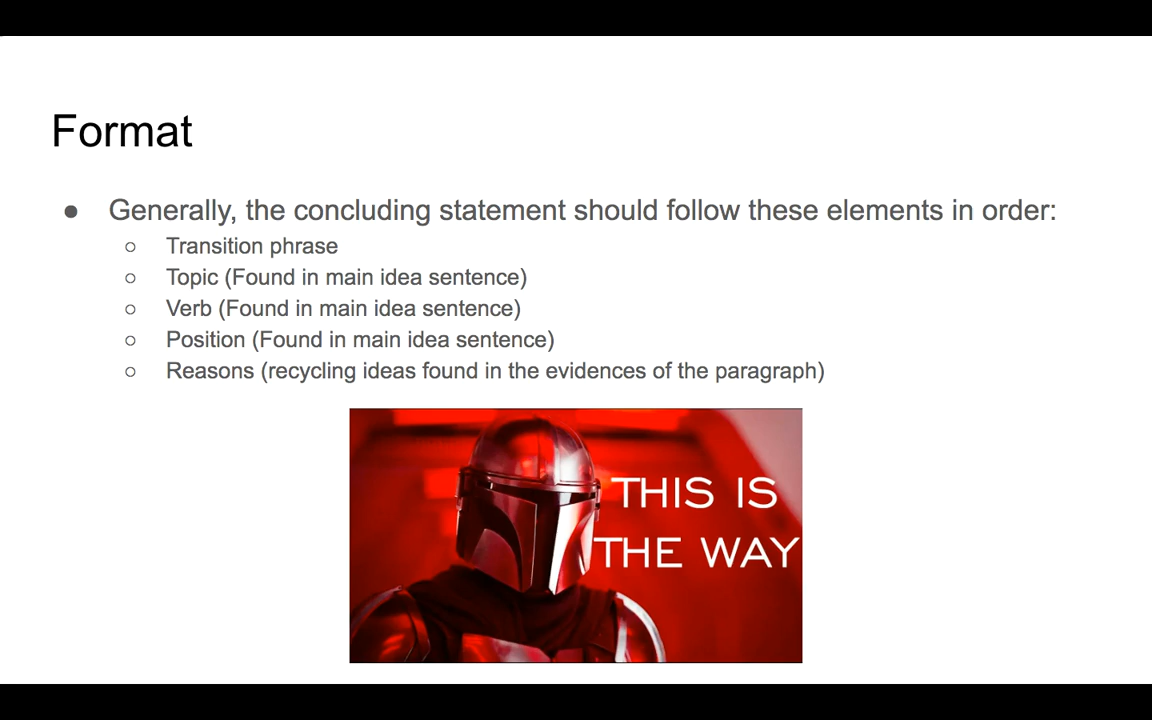 Format
● Generally, the concluding statement should follow these elements in order:
○ Transition phrase
○ Topic (Found in main idea sentence)
○ Verb (Found in main idea sentence)
○ Position (Found in main idea sentence)
○ Reasons (recycling ideas found in the evidences of the paragraph)
THIS IS
THE WAY